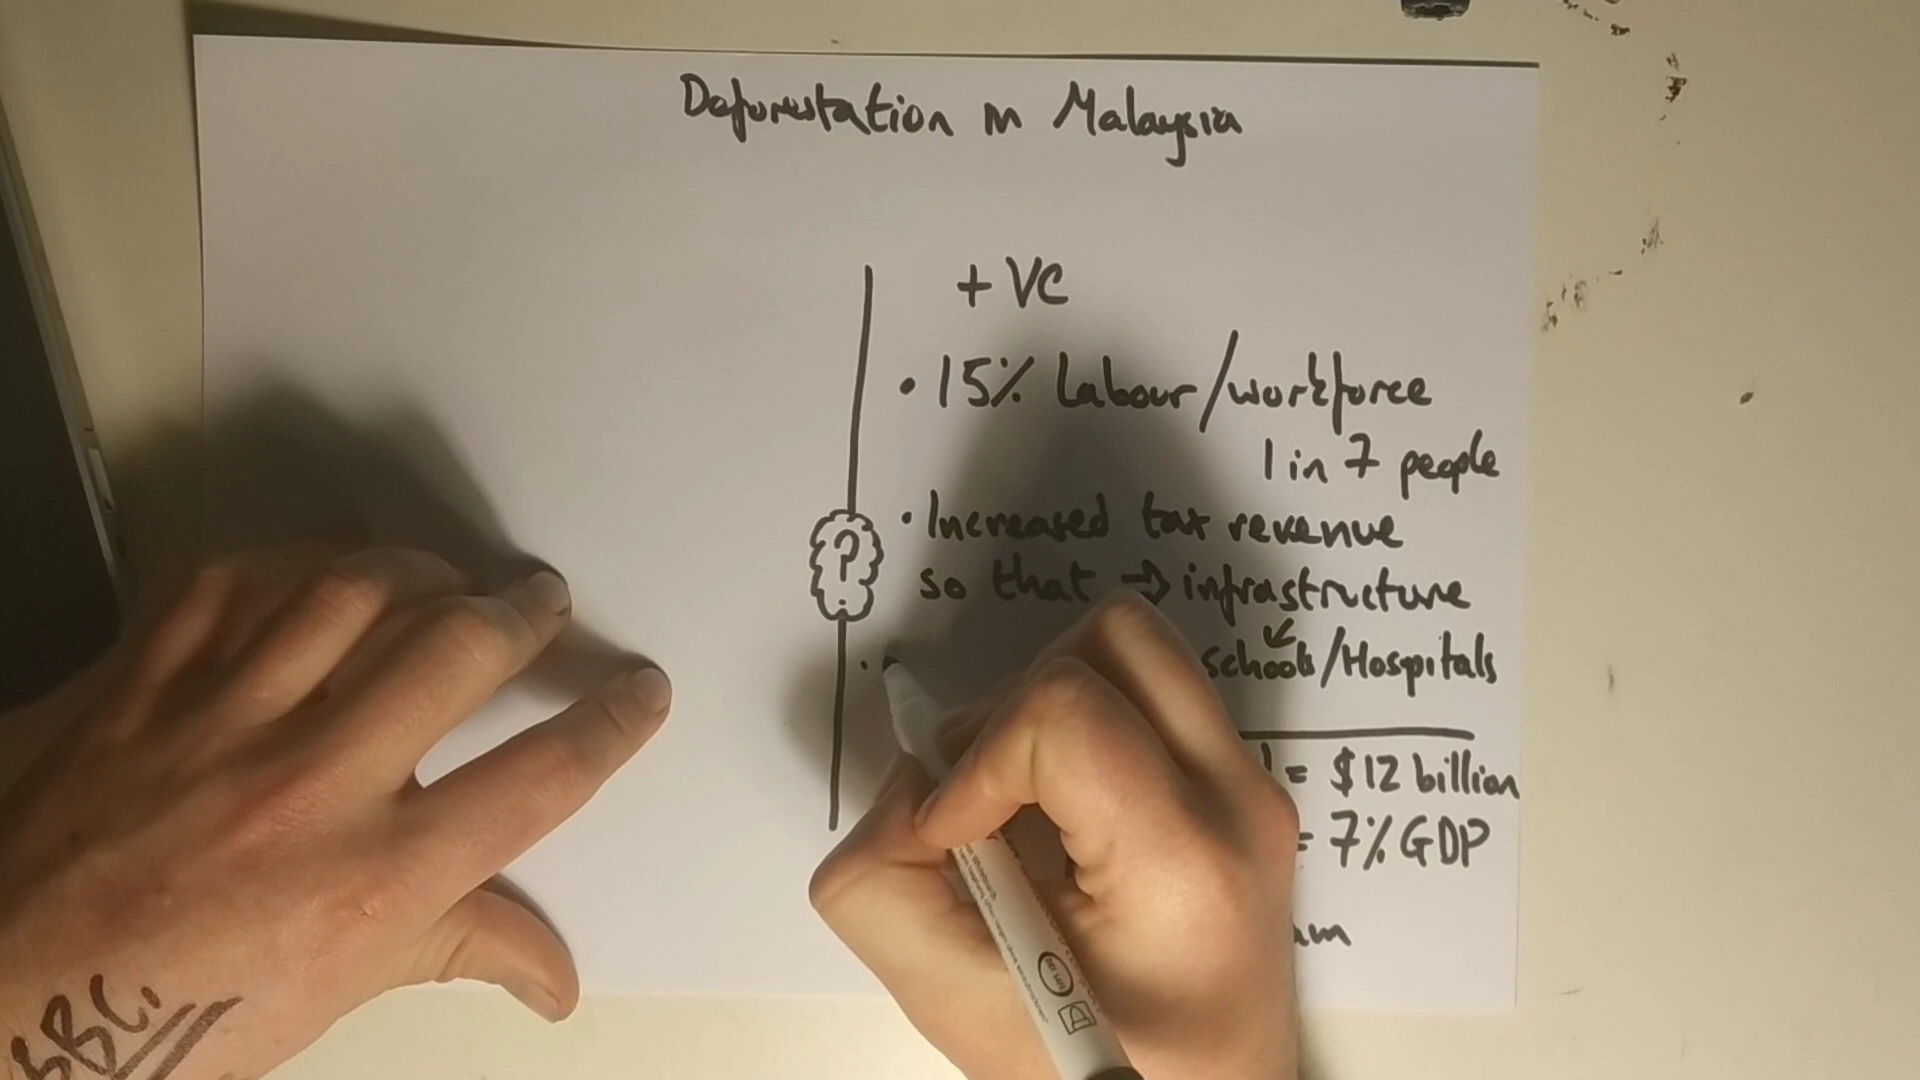 Deforestation in Malaysia
+ VC
• 15% Labour/workforce
1 in 7 people
• Increased tax revenue
so that → infrastructure
schools/Hospitals
?
= $12 billion
= 7% GDP
BBC.